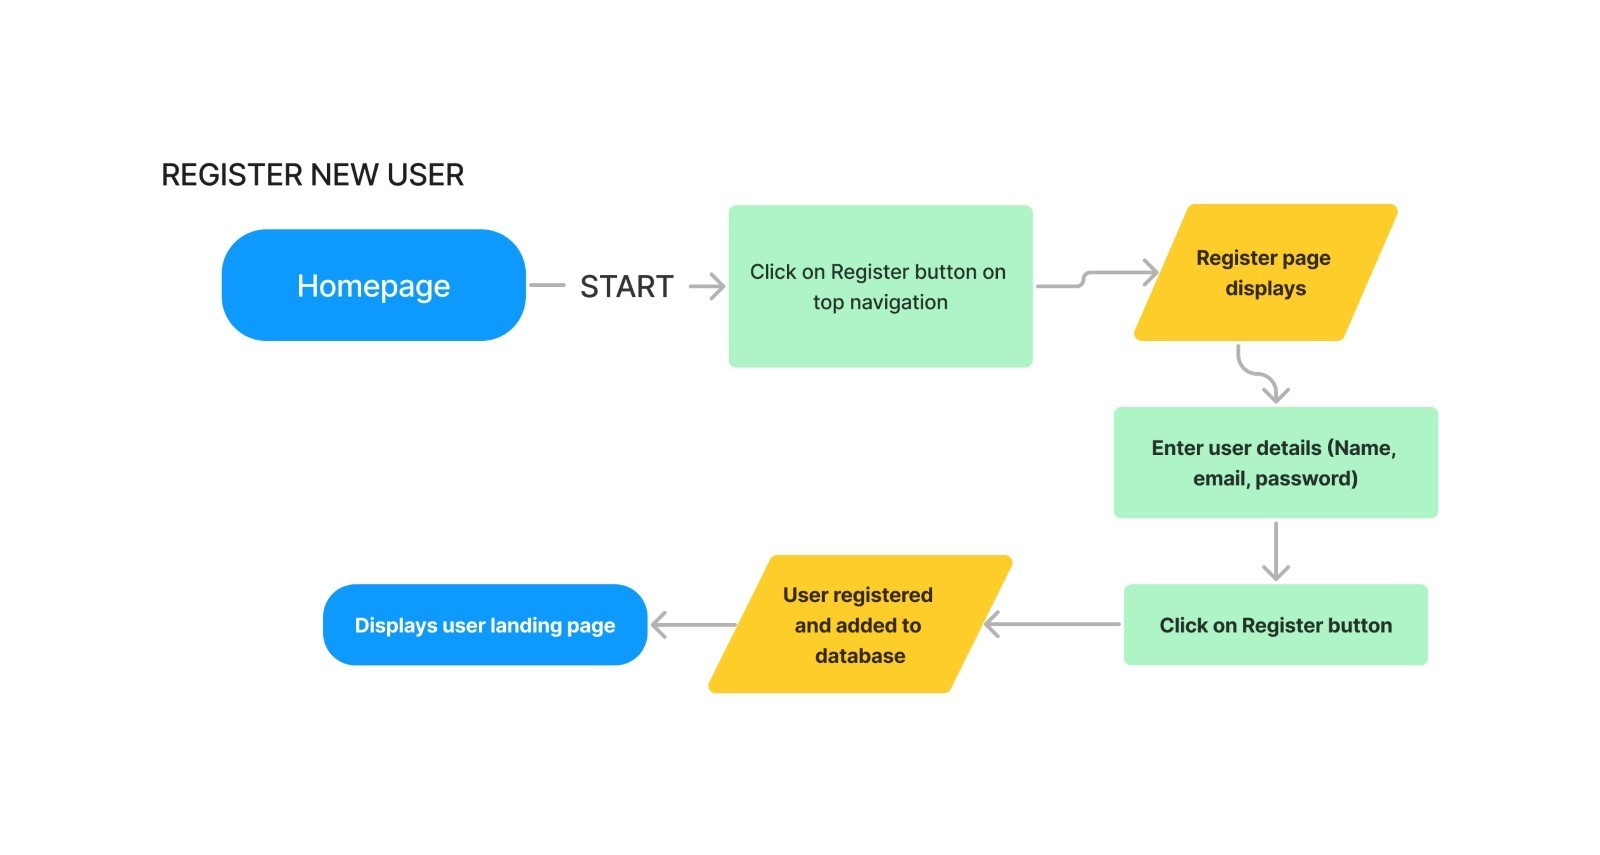 REGISTER NEW USER
Homepage
START
Click on Register button on
top navigation
Register page
displays
Enter user details (Name,
email, password)
Click on Register button
User registered
and added to
database
Displays user landing page